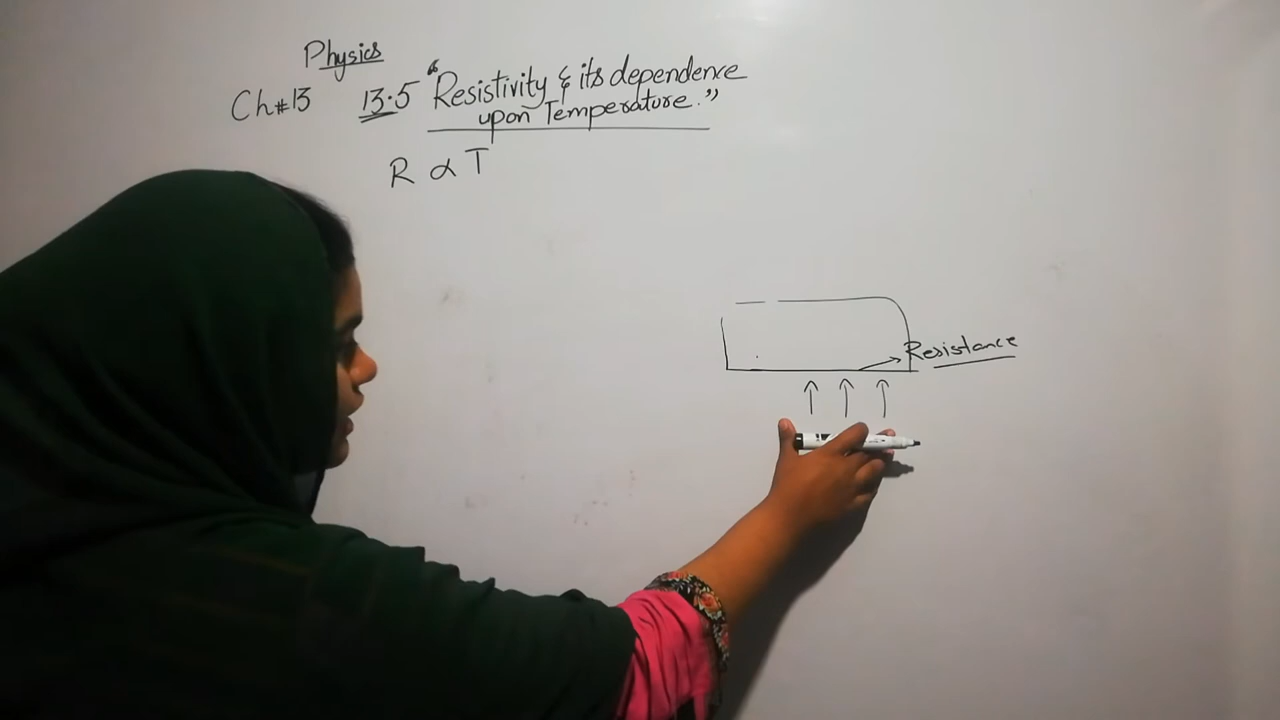 Physics
Ch#13 13.5 “Resistivity & its dependence
upon Temperature.”
R ∝ T
Resistance